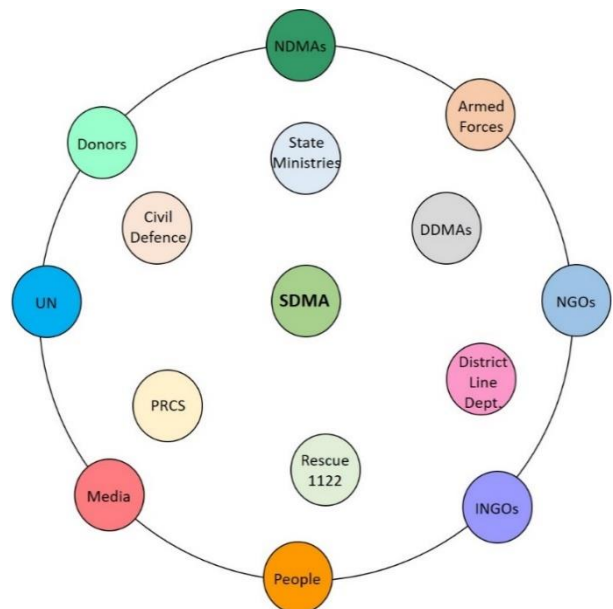 NDMAs
Armed
Forces
Donors
State
Ministries
Civil
Defence
DDMAs
UN
SDMA
NGOs
District
Line
Dept.
PRCS
Rescue
1122
Media
INGOs
People